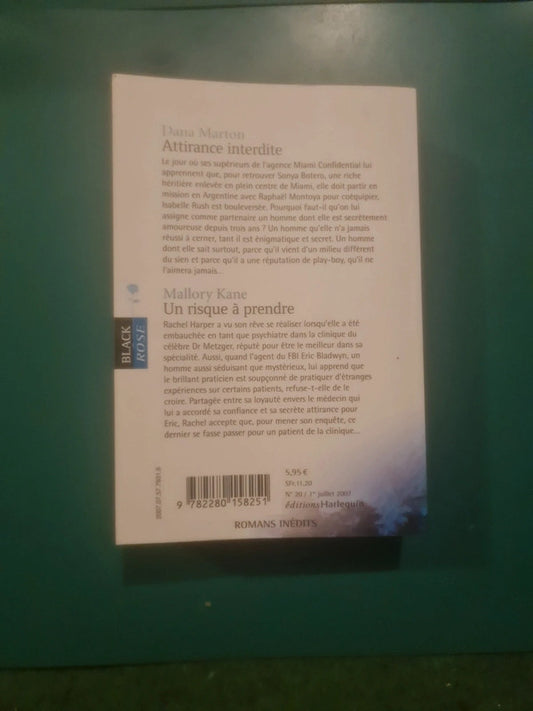 Dana Marton
Attirance interdite
Le jour où ses supérieurs de l'agence Miami Confidential lui
apprennent que, pour retrouver Sonya Botero, une riche
héritière enlevée en plein centre de Miami, elle doit partir en
mission en Argentine avec Raphaël Montoya pour coéquipier,
Isabelle Rush est bouleversée. Pourquoi faut-il qu'on lui
assigne comme partenaire un homme dont elle est secrètement
amoureuse depuis trois ans ? Un homme qu'elle n'a jamais
réussi à cerner, tant il est énigmatique et secret. Un homme
dont elle sait surtout, parce qu'il vient d'un milieu différent
du sien et parce qu'il a une réputation de play-boy, qu'il ne
l'aimera jamais...
Mallory Kane
Un risque à prendre
Rachel Harper a vu son rêve se réaliser lorsqu'elle a été
embauchée en tant que psychiatre dans la clinique du
célèbre Dr Metzger, réputé pour être le meilleur dans sa
spécialité. Aussi, quand l'agent du FBI Eric Bladwyn, un
homme aussi séduisant que mystérieux, lui apprend que
le brillant praticien est soupçonné de pratiquer d'étranges
expériences sur certains patients, refuse-t-elle de le
croire. Partagée entre sa loyauté envers le médecin qui
lui a accordé sa confiance et sa secrète attirance pour
Eric, Rachel accepte que, pour mener son enquête, ce
dernier se fasse passer pour un patient de la clinique...
BLACK
ROSE
2007.07.57.7931.5
9 782280 158251
5,95 €
SFr.11,20
N° 20 / 1er juillet 2007
éditions Harlequin
ROMANS INÉDITS